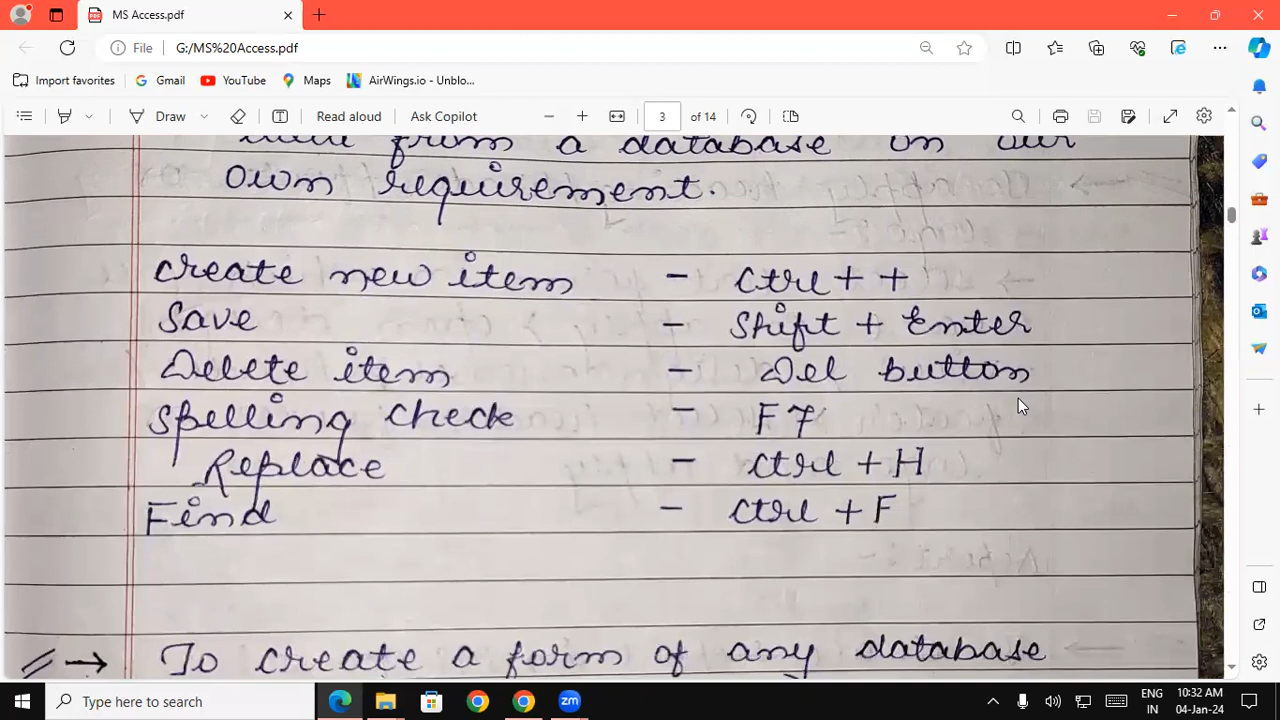 MS Access.pdf
File G:/MS%20Access.pdf
Import favorites Gmail YouTube Maps AirWings.io - Unblo...
Draw Read aloud Ask Copilot 3 of 14
from a database on our
own requirement.
Create new item - Ctrl + +
Save - Shift + Enter
Delete item - Del button
Spelling check - F7
Replace - Ctrl + H
Find - Ctrl + F
To create a form of any database
Type here to search
ENG
IN
10:32 AM
04-Jan-24
zm